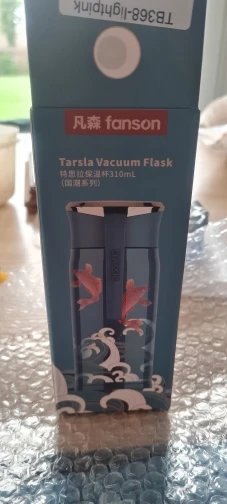 TB368-lightpink
凡森 fanson
Tarsla Vacuum Flask
特思拉保温杯310mL
（国潮系列）